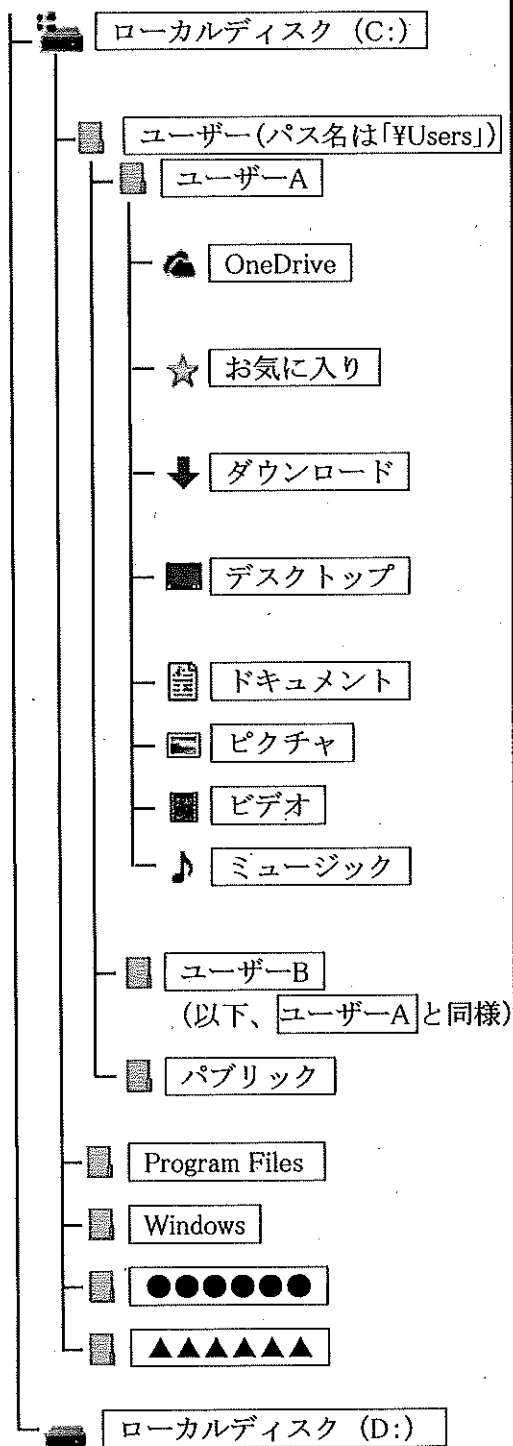 ローカルディスク (C:)
ユーザー(パス名は「¥Users」)
ユーザーA
OneDrive
お気に入り
ダウンロード
デスクトップ
ドキュメント
ピクチャ
ビデオ
ミュージック
ユーザーB
(以下、ユーザーAと同様)
パブリック
Program Files
Windows
●●●●●●
▲▲▲▲▲▲
ローカルディスク (D:)